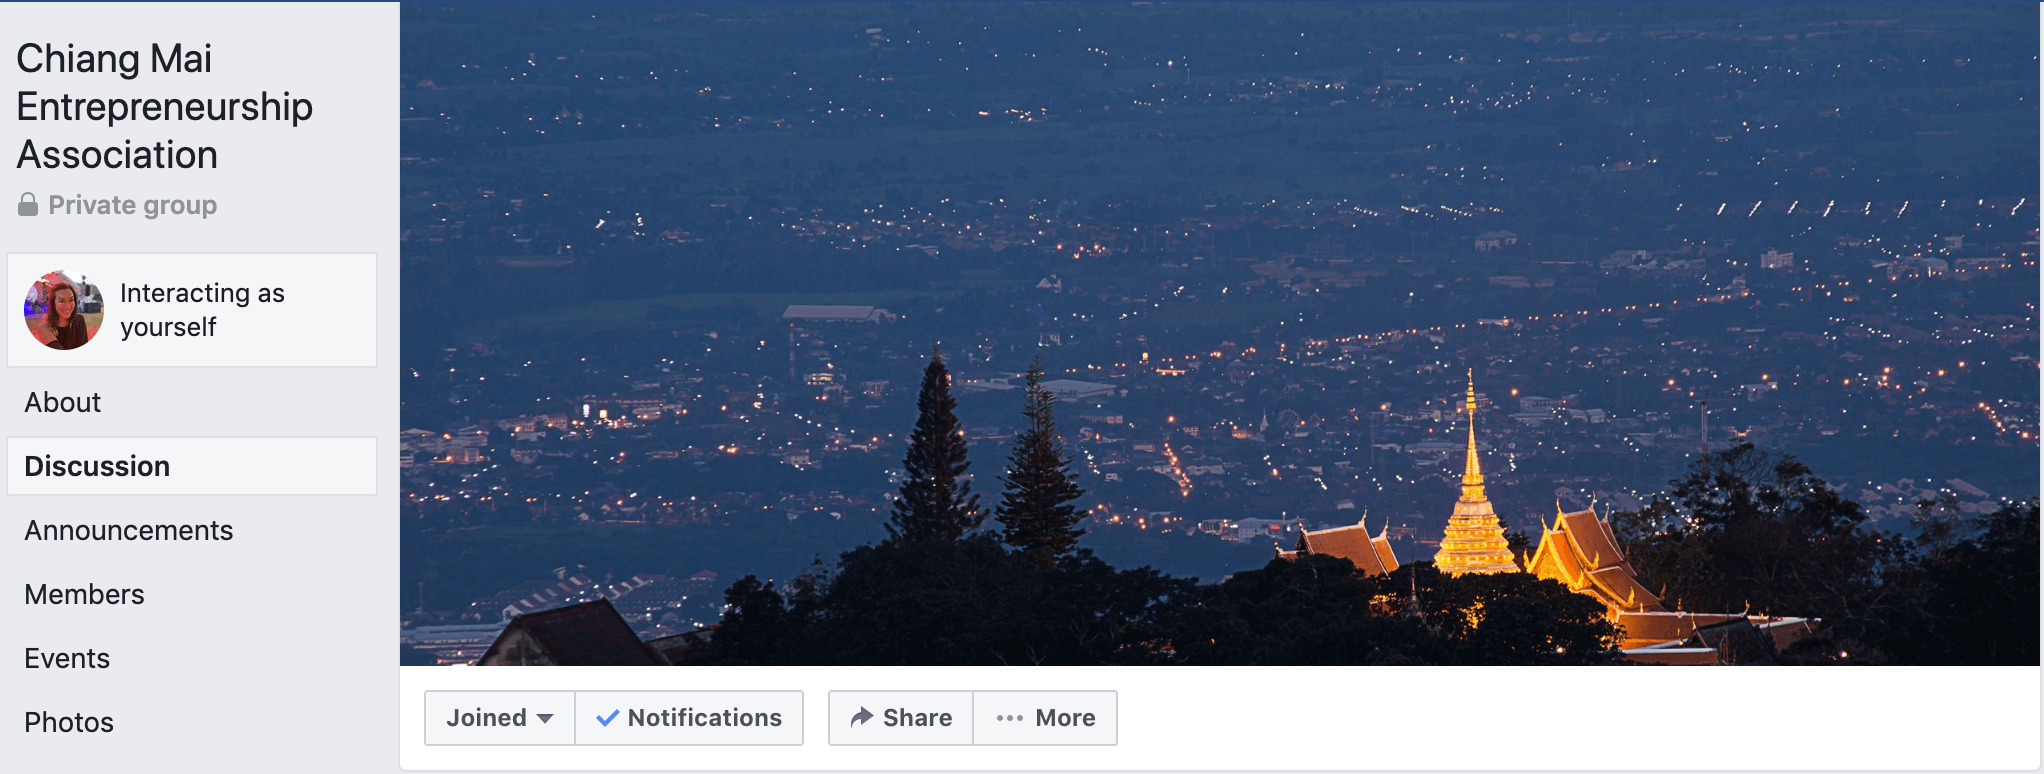 Chiang Mai
Entrepreneurship
Association
Private group
Interacting as
yourself
About
Discussion
Announcements
Members
Events
Photos
Joined
Notifications
Share
More